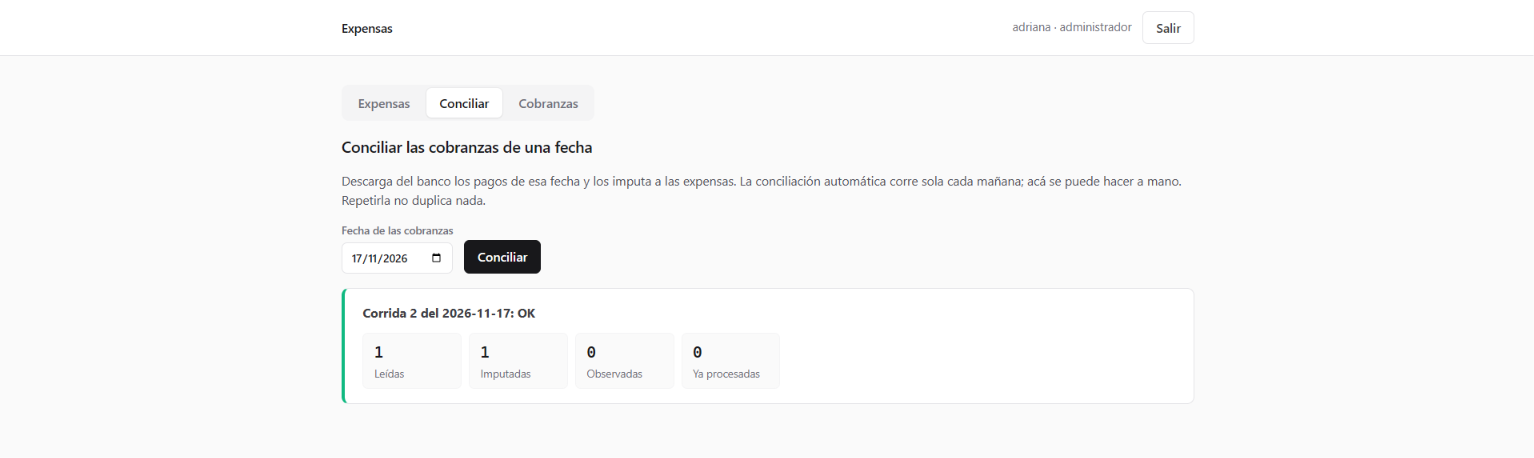 Expensas
adriana · administrador
Salir
Expensas
Conciliar
Cobranzas
Conciliar las cobranzas de una fecha
Descarga del banco los pagos de esa fecha y los imputa a las expensas. La conciliación automática corre sola cada mañana; acá se puede hacer a mano.
Repetirla no duplica nada.
Fecha de las cobranzas
17/11/2026
Conciliar
Corrida 2 del 2026-11-17: OK
1
Leídas
1
Imputadas
0
Observadas
0
Ya procesadas